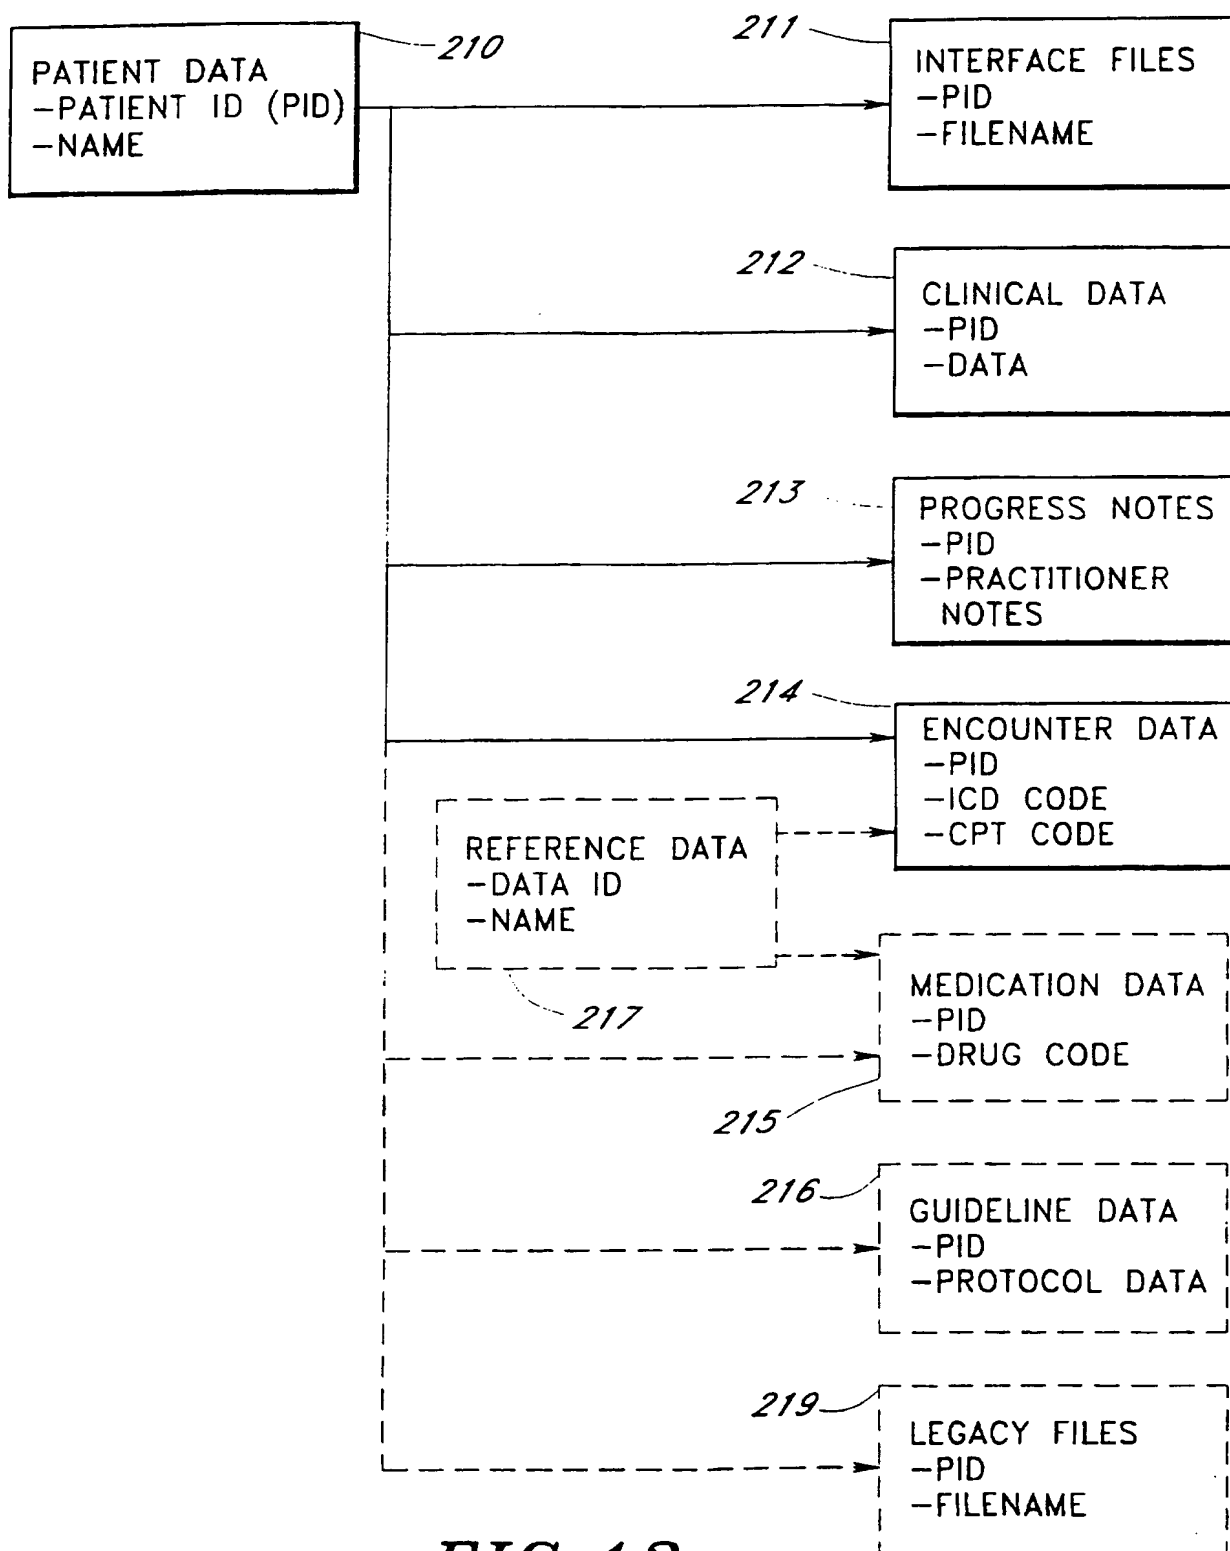 210
PATIENT DATA
-PATIENT ID (PID)
-NAME
211
INTERFACE FILES
-PID
-FILENAME
212
CLINICAL DATA
-PID
-DATA
213
PROGRESS NOTES
-PID
-PRACTITIONER
NOTES
214
ENCOUNTER DATA
-PID
-ICD CODE
-CPT CODE
REFERENCE DATA
-DATA ID
-NAME
217
MEDICATION DATA
-PID
-DRUG CODE
215
216
GUIDELINE DATA
-PID
-PROTOCOL DATA
219
LEGACY FILES
-PID
-FILENAME